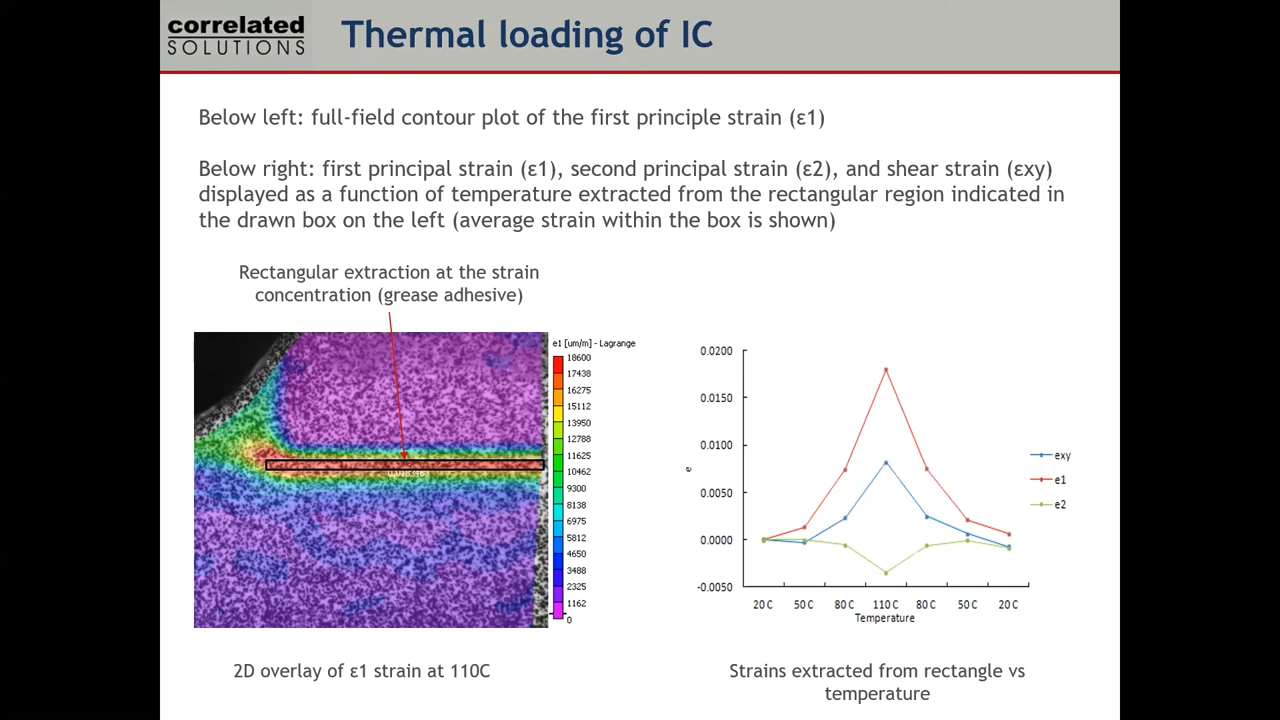 correlated
SOLUTIONS
Thermal loading of IC
Below left: full-field contour plot of the first principle strain (ε1)
Below right: first principal strain (ε1), second principal strain (ε2), and shear strain (εxy)
displayed as a function of temperature extracted from the rectangular region indicated in
the drawn box on the left (average strain within the box is shown)
Rectangular extraction at the strain
concentration (grease adhesive)
e1 [um/m] - Lagrange
18600
17438
16275
15112
13950
12788
11625
10462
9300
8138
6975
5812
4650
3488
2325
1162
0
0.0200
0.0150
0.0100
0.0050
0.0000
-0.0050
e
20 C 50 C 80 C 110 C 80 C 50 C 20 C
Temperature
exy
e1
e2
2D overlay of ε1 strain at 110C
Strains extracted from rectangle vs
temperature